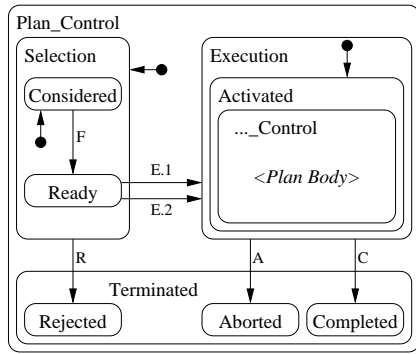 Plan_Control
Selection
Execution
Considered
Activated
..._Control
F
E.1
<Plan Body>
Ready
E.2
R
A
C
Terminated
Rejected
Aborted
Completed